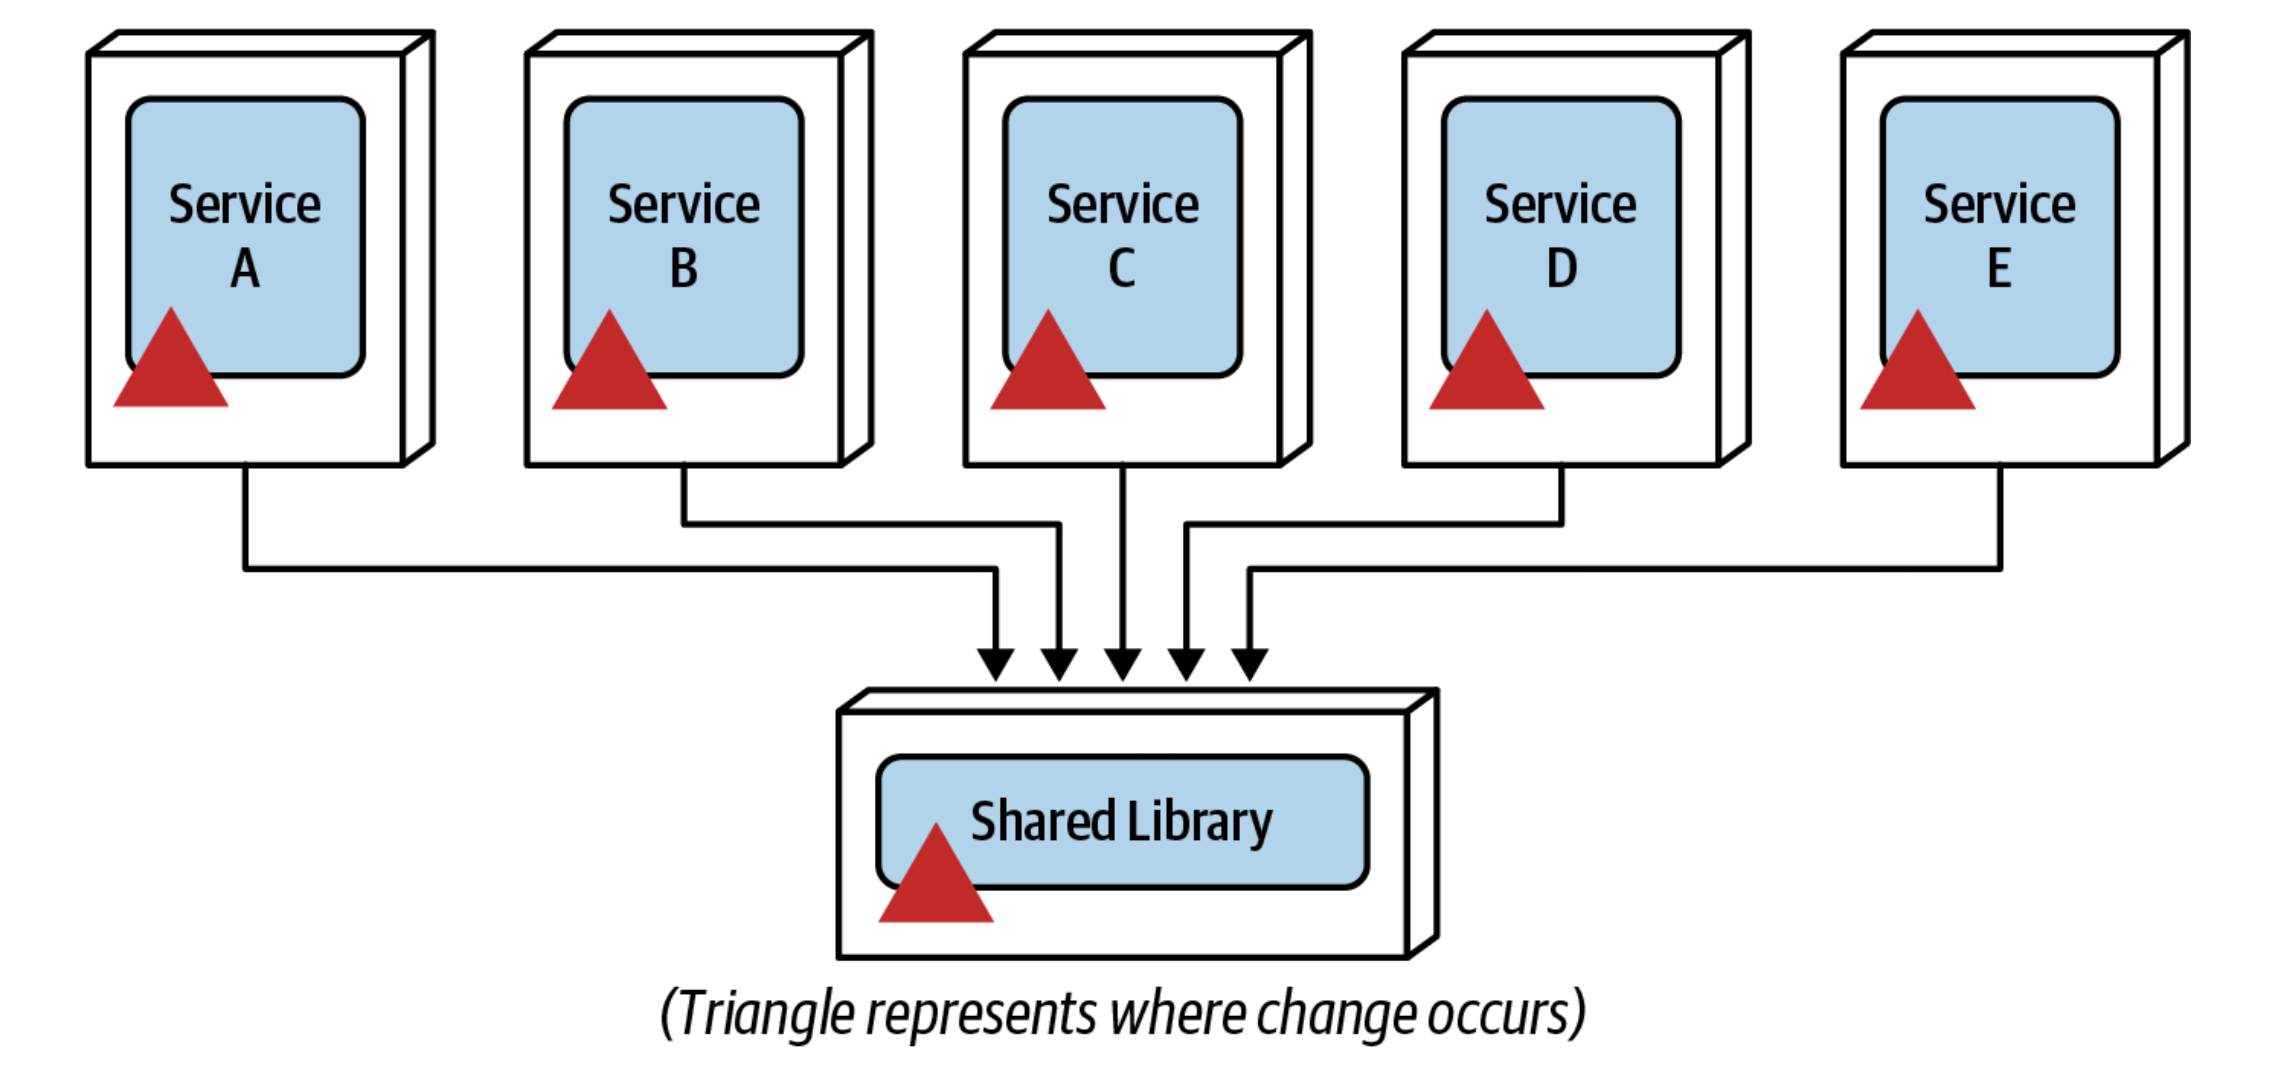 Service
A
Service
B
Service
C
Service
D
Service
E
Shared Library
(Triangle represents where change occurs)